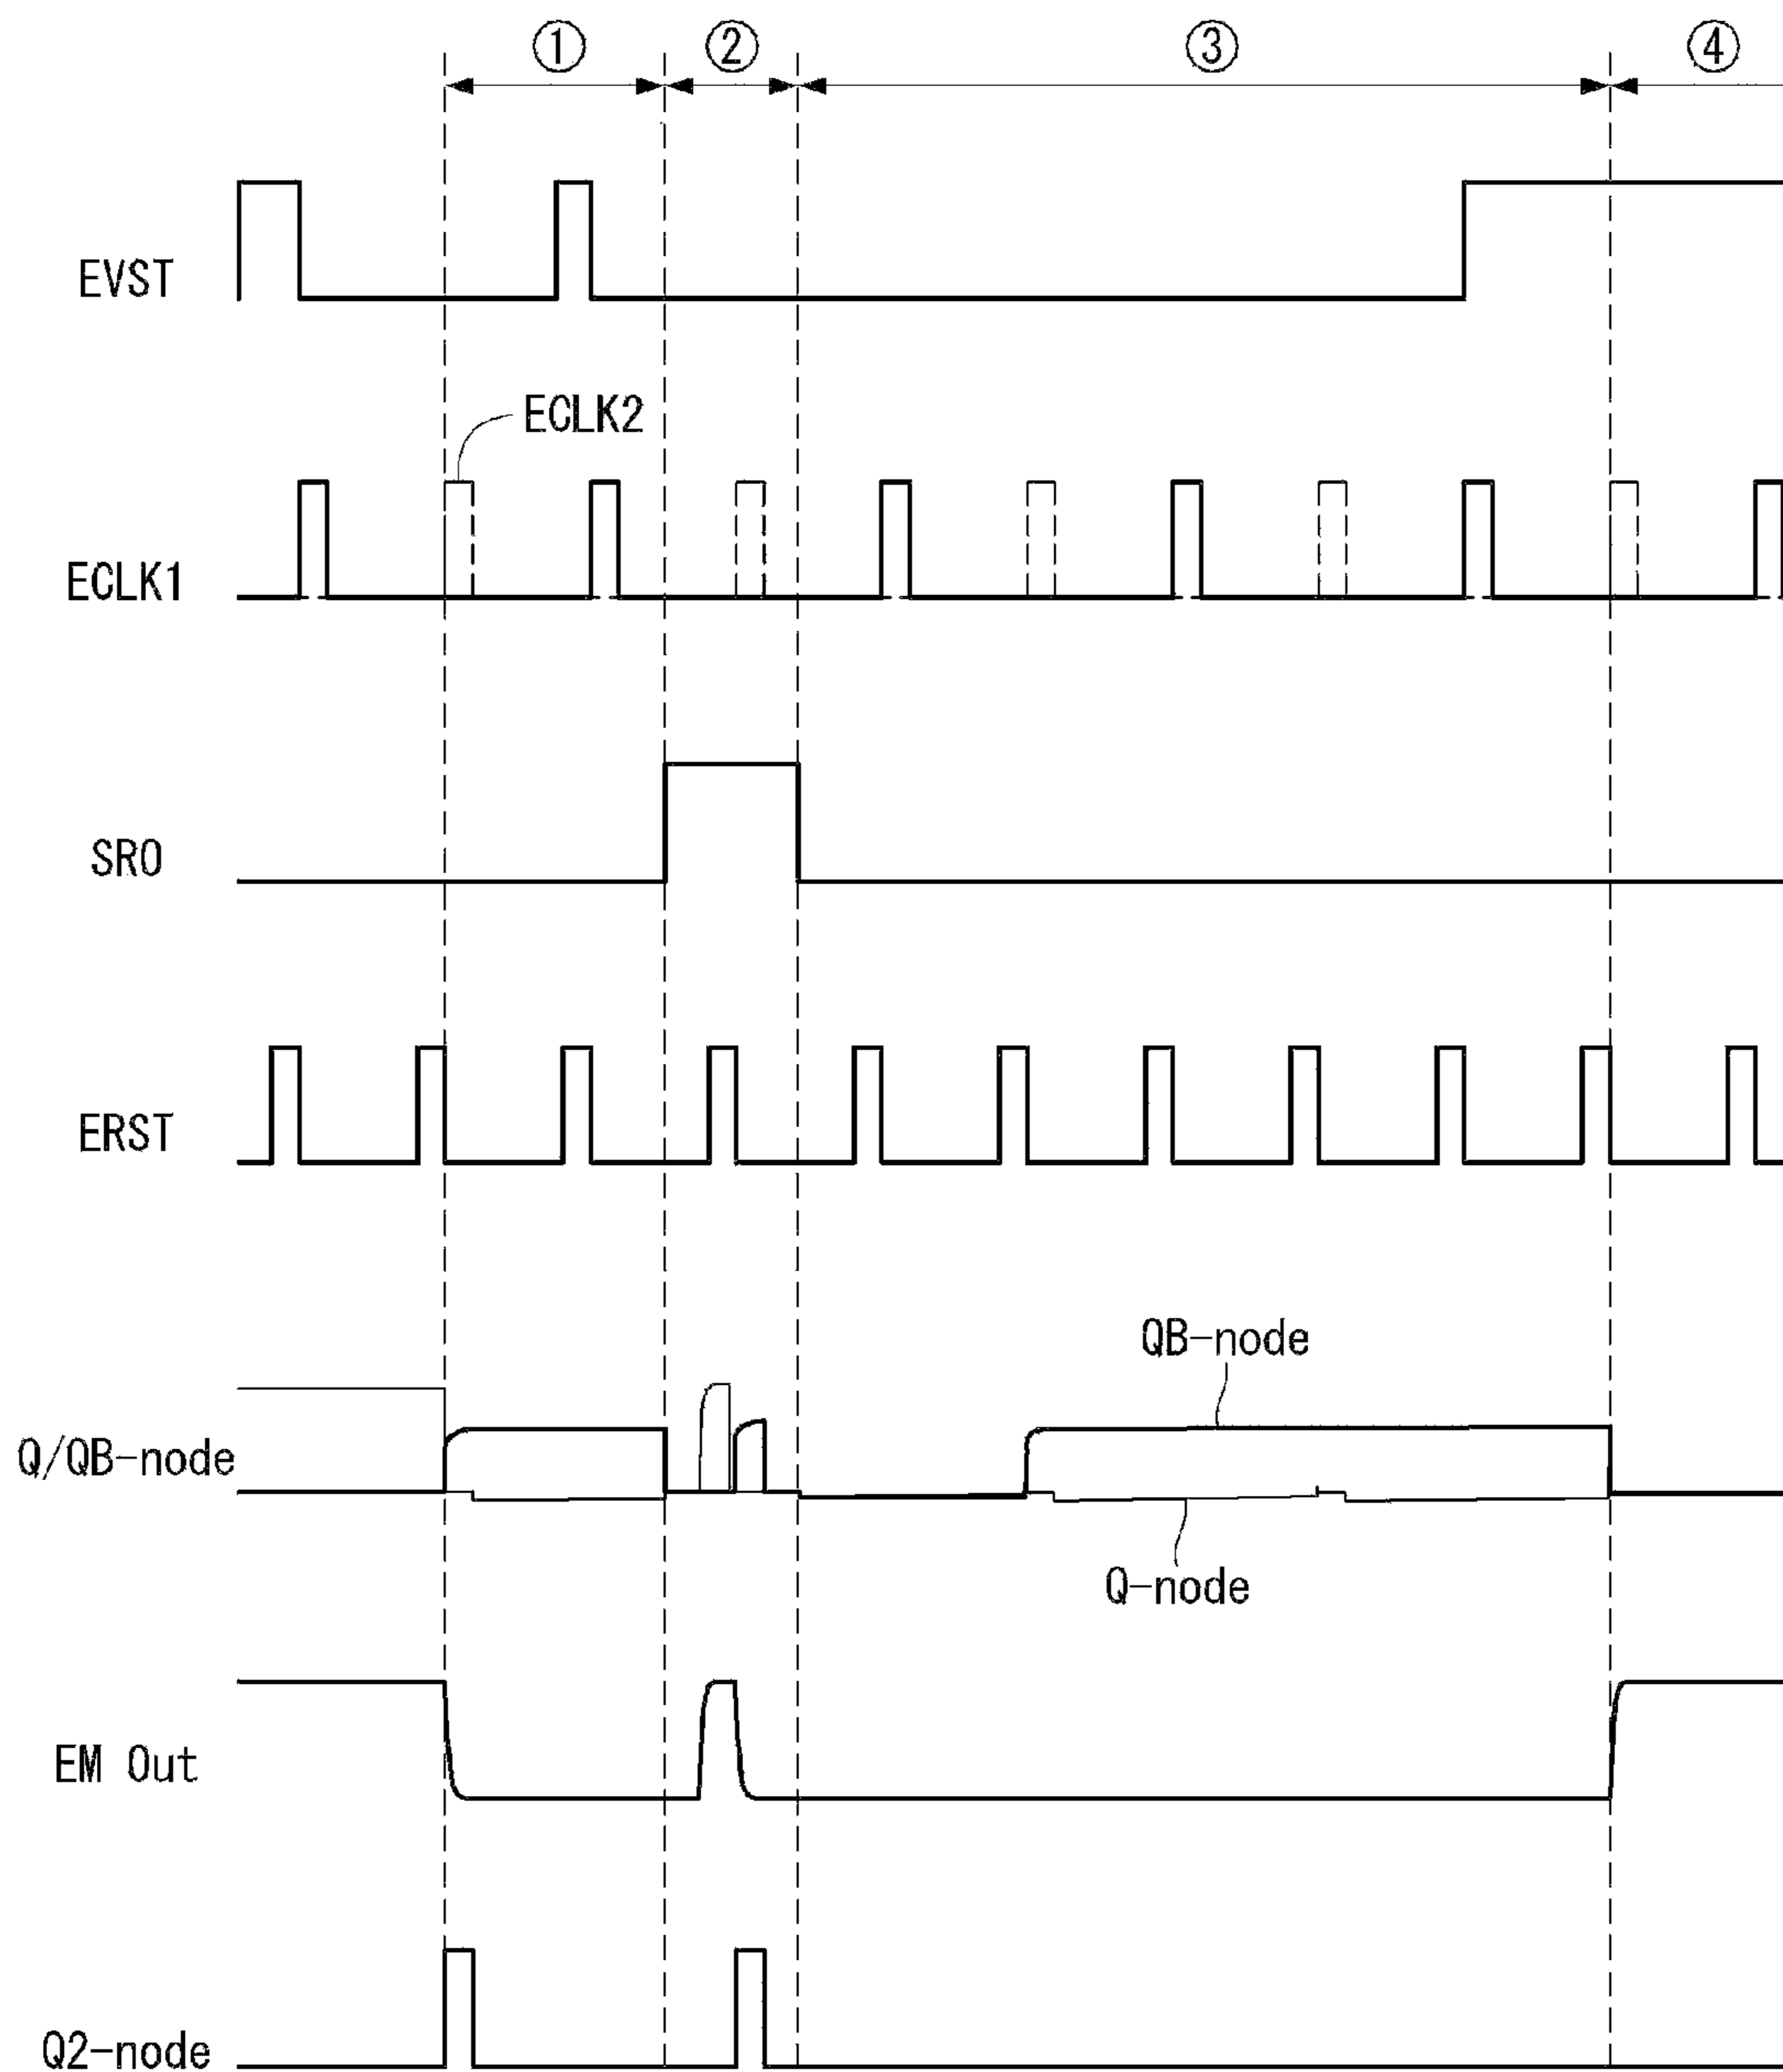 ① ② ③ ④
EVST
ECLK2
ECLK1
SRO
ERST
QB-node
Q/QB-node
Q-node
EM Out
Q2-node